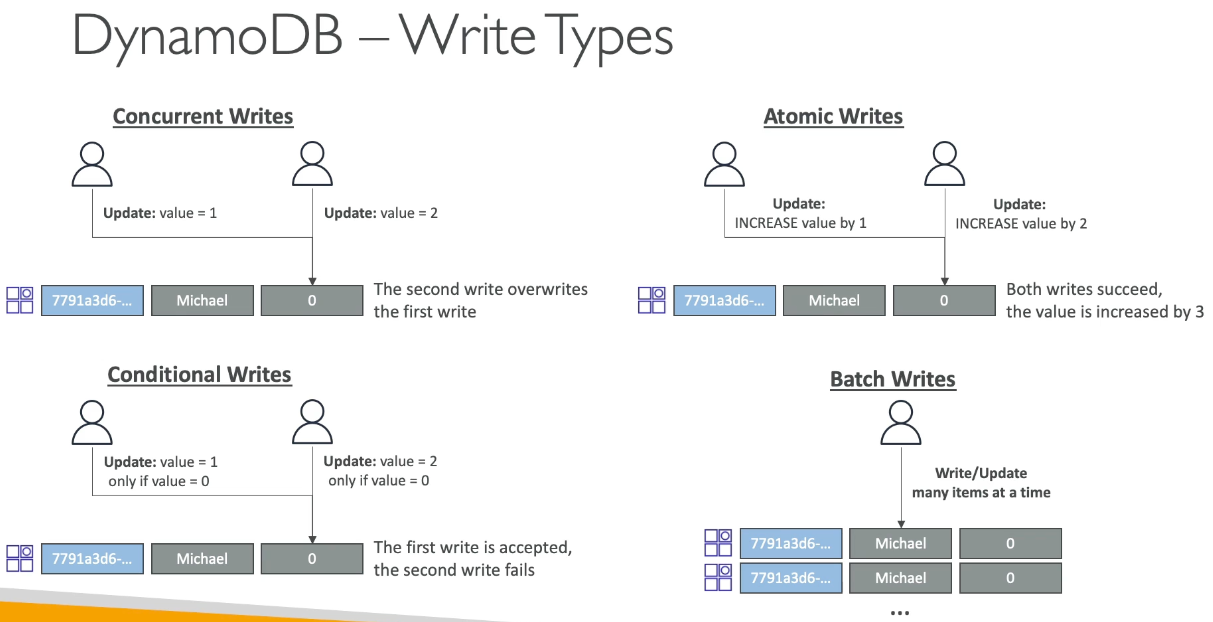 DynamoDB – Write Types
Concurrent Writes
Update: value = 1
Update: value = 2
7791a3d6-...
Michael
0
The second write overwrites
the first write
Atomic Writes
Update:
INCREASE value by 1
Update:
INCREASE value by 2
7791a3d6-...
Michael
0
Both writes succeed,
the value is increased by 3
Conditional Writes
Update: value = 1
only if value = 0
Update: value = 2
only if value = 0
7791a3d6-...
Michael
0
The first write is accepted,
the second write fails
Batch Writes
Write/Update
many items at a time
7791a3d6-...
Michael
0
7791a3d6-...
Michael
0
...